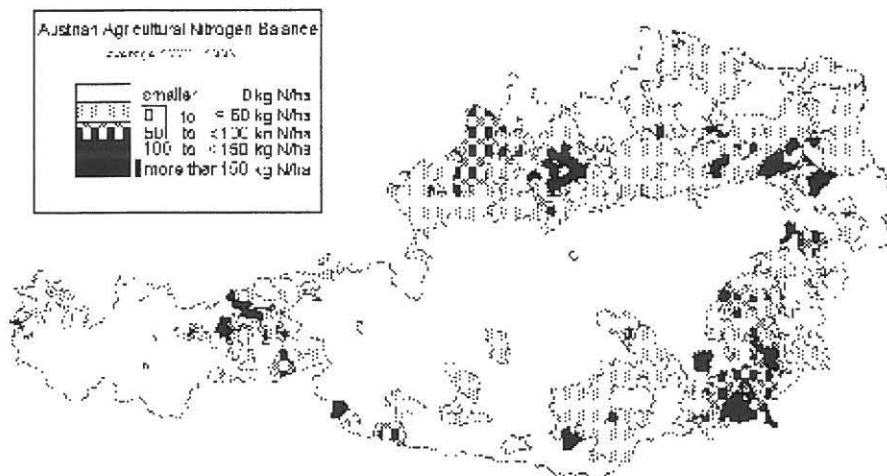 Austrian Agricultural Nitrogen Balance
average
smaller 0 kg N/ha
0 to < 50 kg N/ha
50 to <100 kg N/ha
100 to <150 kg N/ha
more than 150 kg N/ha